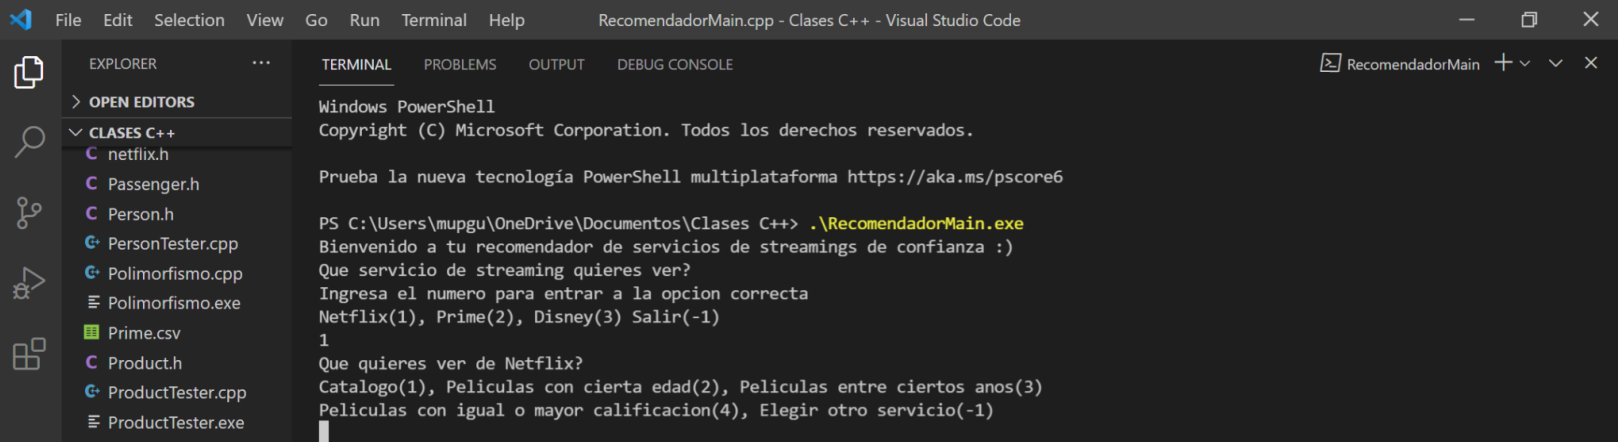 File Edit Selection View Go Run Terminal Help RecomendadorMain.cpp - Clases C++ - Visual Studio Code
EXPLORER ...
OPEN EDITORS
CLASES C++
netflix.h
Passenger.h
Person.h
PersonTester.cpp
Polimorfismo.cpp
Polimorfismo.exe
Prime.csv
Product.h
ProductTester.cpp
ProductTester.exe
TERMINAL PROBLEMS OUTPUT DEBUG CONSOLE RecomendadorMain
Windows PowerShell
Copyright (C) Microsoft Corporation. Todos los derechos reservados.
Prueba la nueva tecnología PowerShell multiplataforma https://aka.ms/pscore6
PS C:\Users\mupgu\OneDrive\Documentos\Clases C++> .\RecomendadorMain.exe
Bienvenido a tu recomendador de servicios de streamings de confianza :)
Que servicio de streaming quieres ver?
Ingresa el numero para entrar a la opcion correcta
Netflix(1), Prime(2), Disney(3) Salir(-1)
1
Que quieres ver de Netflix?
Catalogo(1), Peliculas con cierta edad(2), Peliculas entre ciertos anos(3)
Peliculas con igual o mayor calificacion(4), Elegir otro servicio(-1)